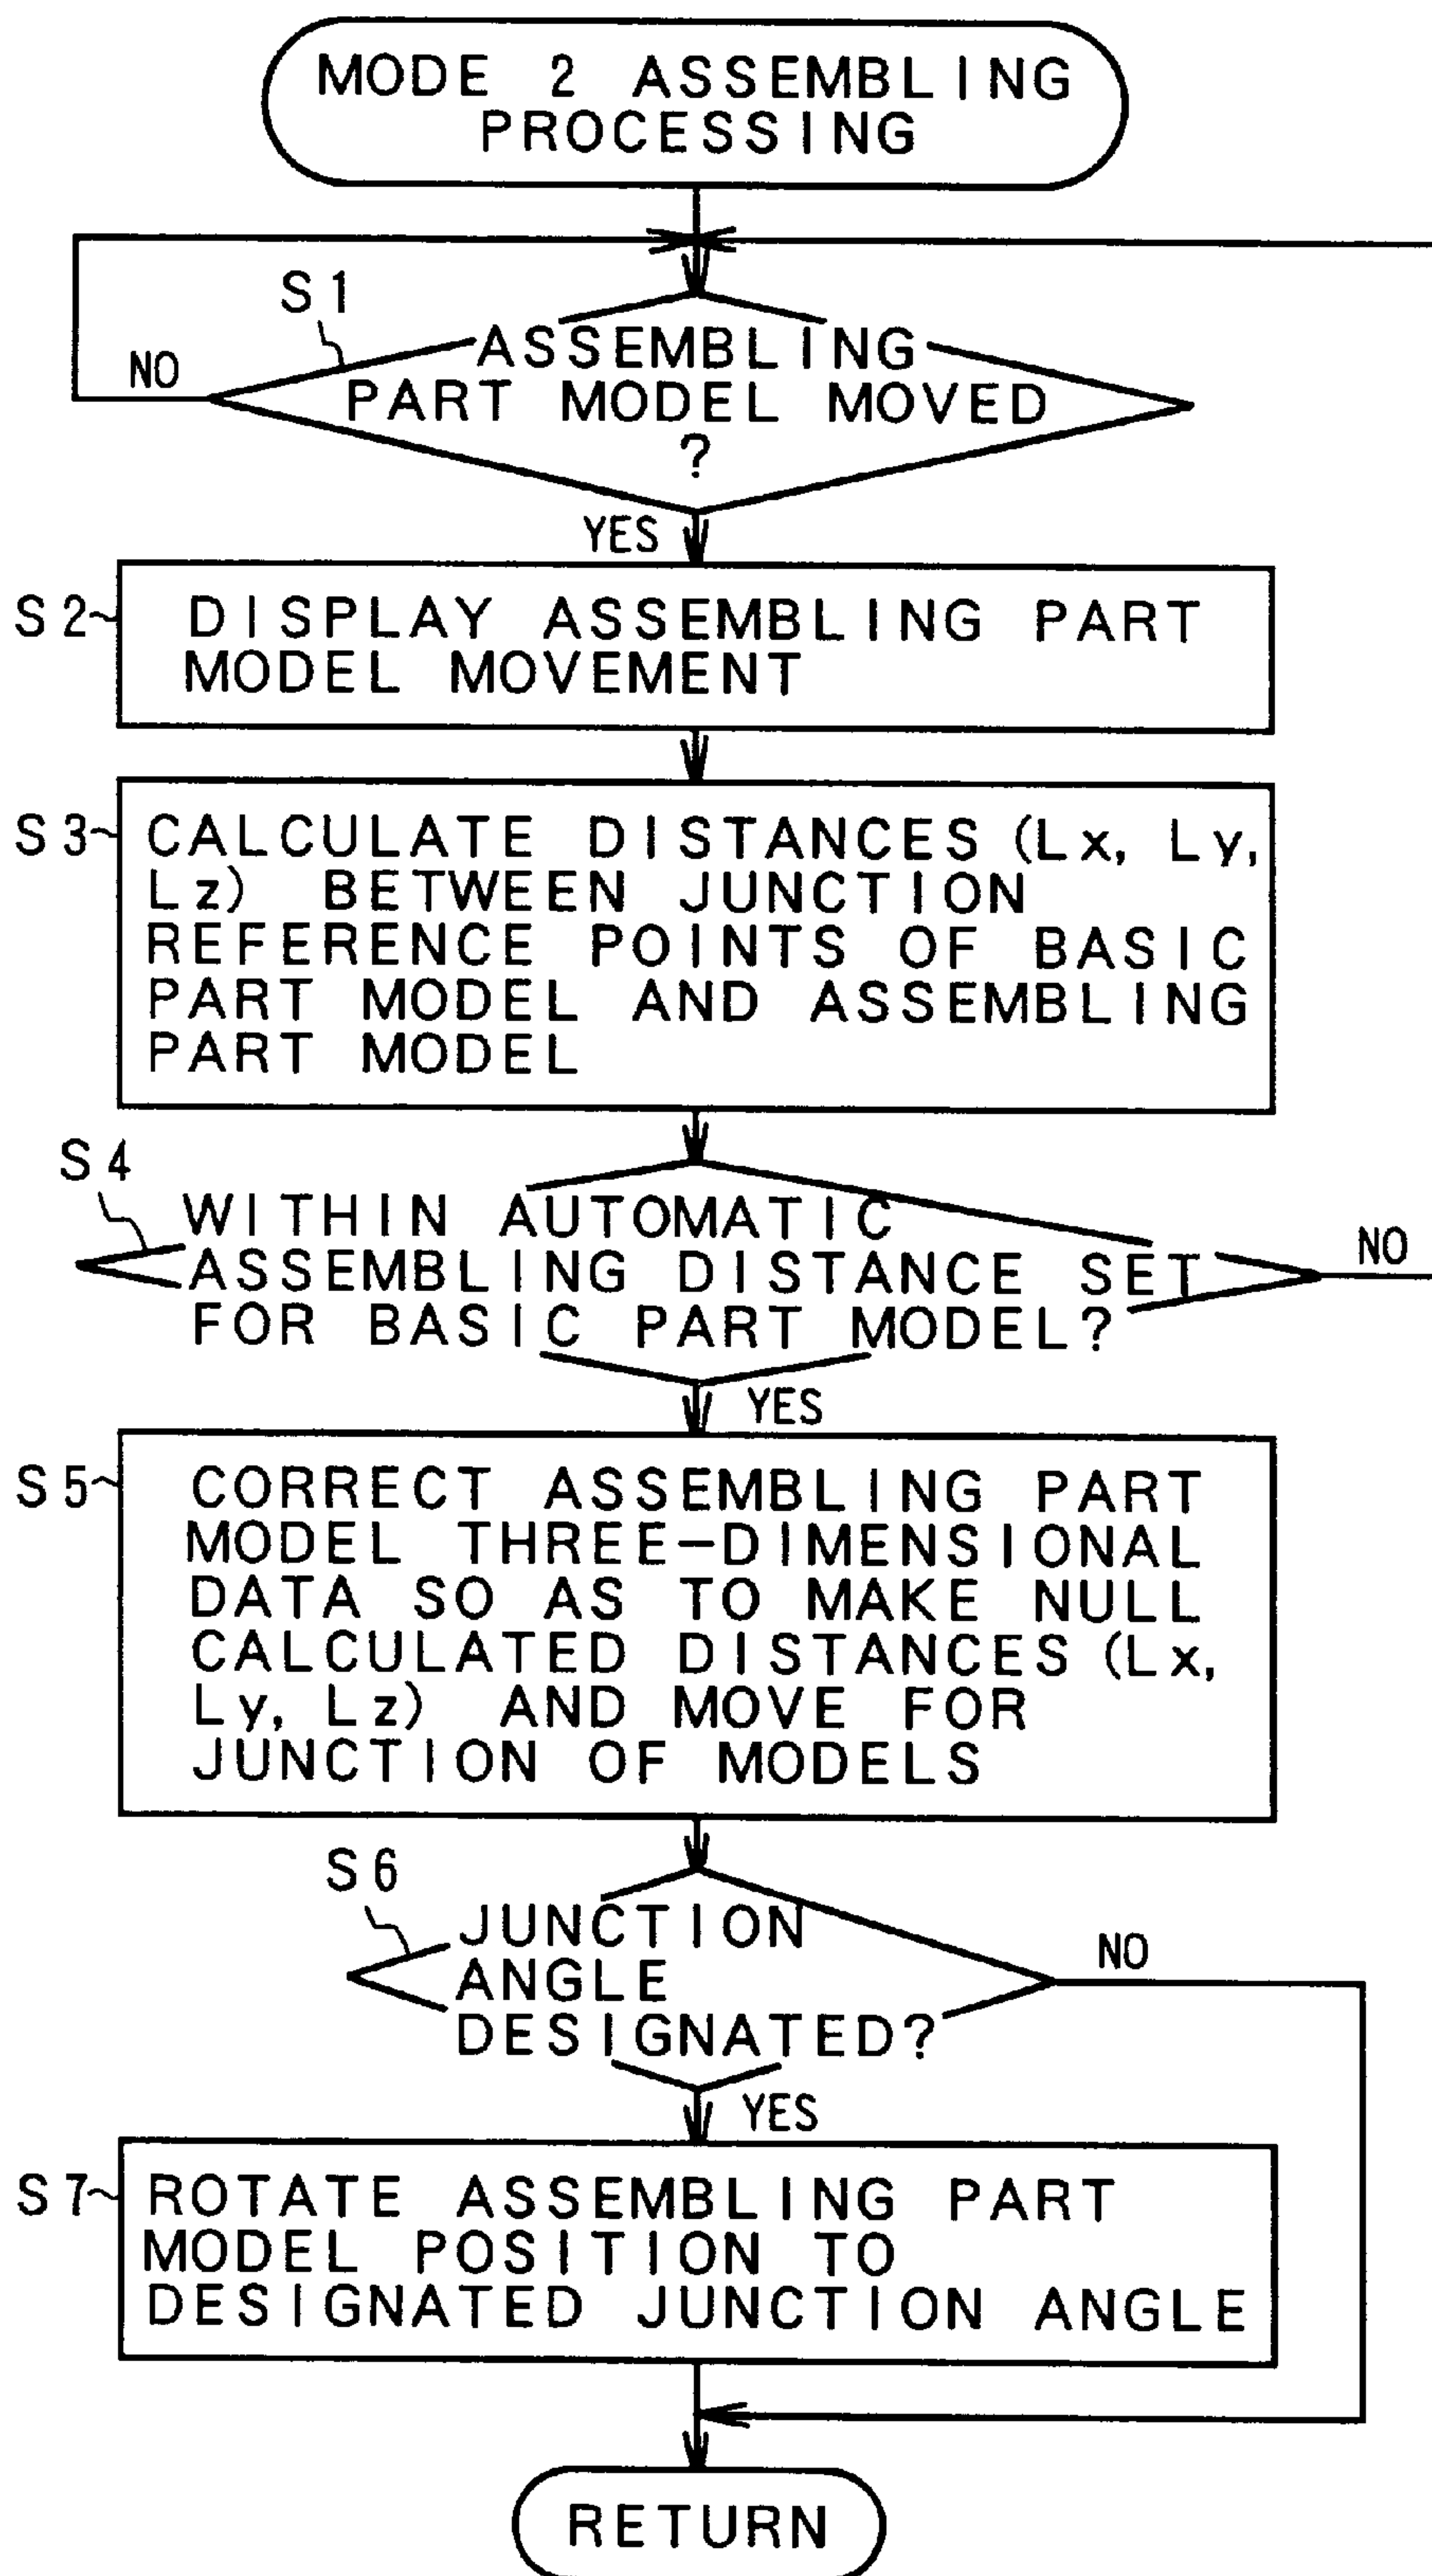 MODE 2 ASSEMBLING
PROCESSING
S1
NO
ASSEMBLING
PART MODEL MOVED
?
YES
S2
DISPLAY ASSEMBLING PART
MODEL MOVEMENT
S3
CALCULATE DISTANCES (Lx, Ly,
Lz) BETWEEN JUNCTION
REFERENCE POINTS OF BASIC
PART MODEL AND ASSEMBLING
PART MODEL
S4
WITHIN AUTOMATIC
ASSEMBLING DISTANCE SET
FOR BASIC PART MODEL?
NO
YES
S5
CORRECT ASSEMBLING PART
MODEL THREE-DIMENSIONAL
DATA SO AS TO MAKE NULL
CALCULATED DISTANCES (Lx,
Ly, Lz) AND MOVE FOR
JUNCTION OF MODELS
S6
JUNCTION
ANGLE
DESIGNATED?
NO
YES
S7
ROTATE ASSEMBLING PART
MODEL POSITION TO
DESIGNATED JUNCTION ANGLE
RETURN